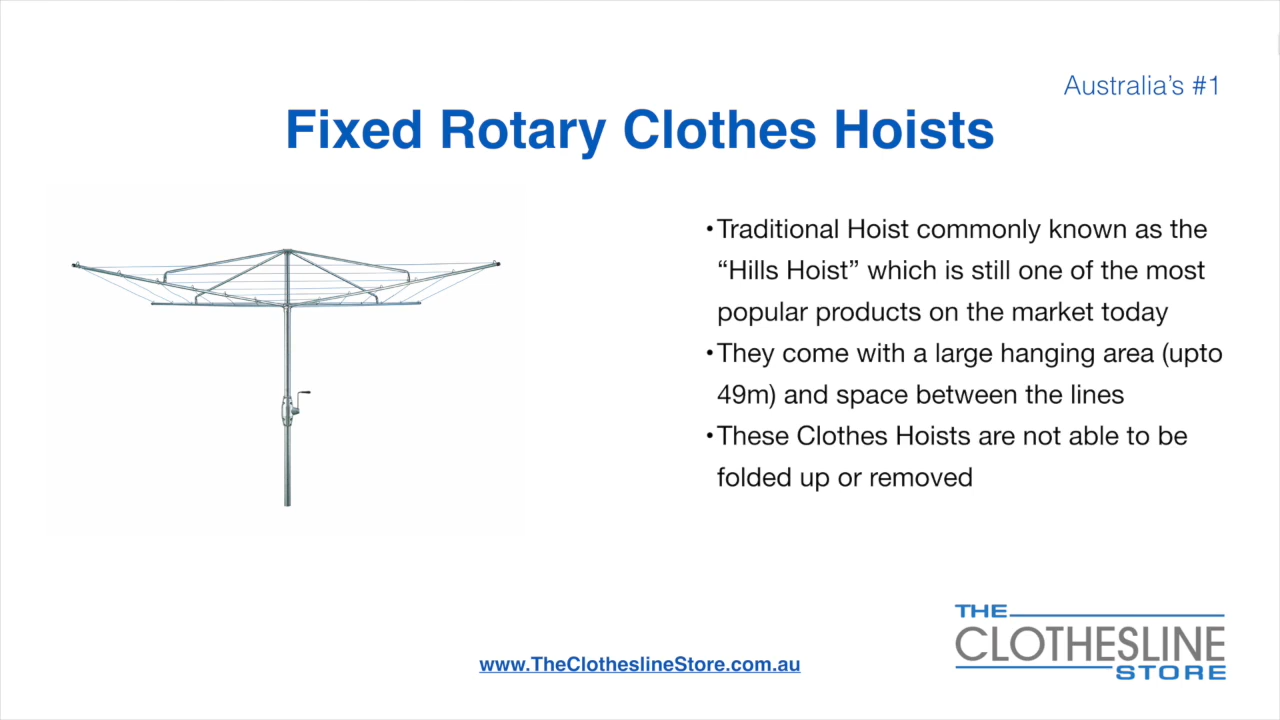 Australia's #1
Fixed Rotary Clothes Hoists
•Traditional Hoist commonly known as the
“Hills Hoist” which is still one of the most
popular products on the market today
•They come with a large hanging area (upto
49m) and space between the lines
•These Clothes Hoists are not able to be
folded up or removed
THE
CLOTHESLINE
STORE
www.TheClotheslineStore.com.au